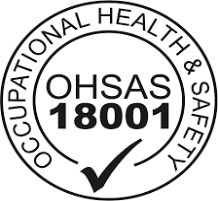 OCCUPATIONAL HEALTH & SAFETY
OHSAS
18001